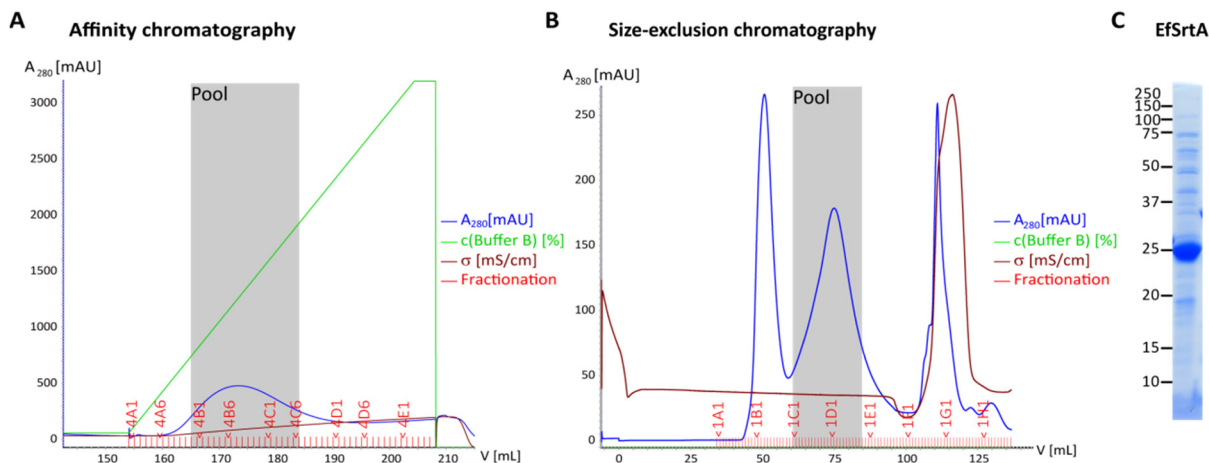 A
Affinity chromatography
A280 [mAU]
3000
2500
2000
1500
1000
500
0
Pool
4A1
4A6
4B1
4B6
4C1
4C6
4D1
4D6
4E1
150
160
170
180
190
200
210
V [mL]
A280[mAU]
c(Buffer B) [%]
σ [mS/cm]
Fractionation
B
Size-exclusion chromatography
A280 [mAU]
250
200
150
100
50
0
Pool
1A1
1B1
1C1
1D1
1E1
1F1
1G1
1H1
0
25
50
75
100
125
V [mL]
A280[mAU]
c(Buffer B) [%]
σ [mS/cm]
Fractionation
C
EfSrtA
250
150
100
75
50
37
25
20
15
10